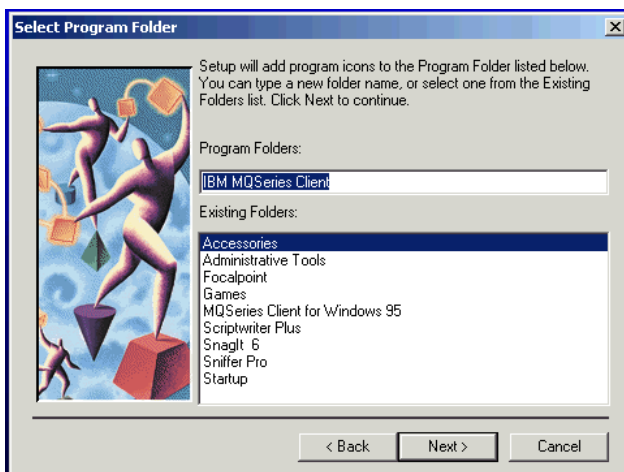 Select Program Folder
Setup will add program icons to the Program Folder listed below.
You can type a new folder name, or select one from the Existing
Folders list. Click Next to continue.
Program Folders:
IBM MQSeries Client
Existing Folders:
Accessories
Administrative Tools
Focalpoint
Games
MQSeries Client for Windows 95
Scriptwriter Plus
SnagIt 6
Sniffer Pro
Startup
< Back
Next >
Cancel